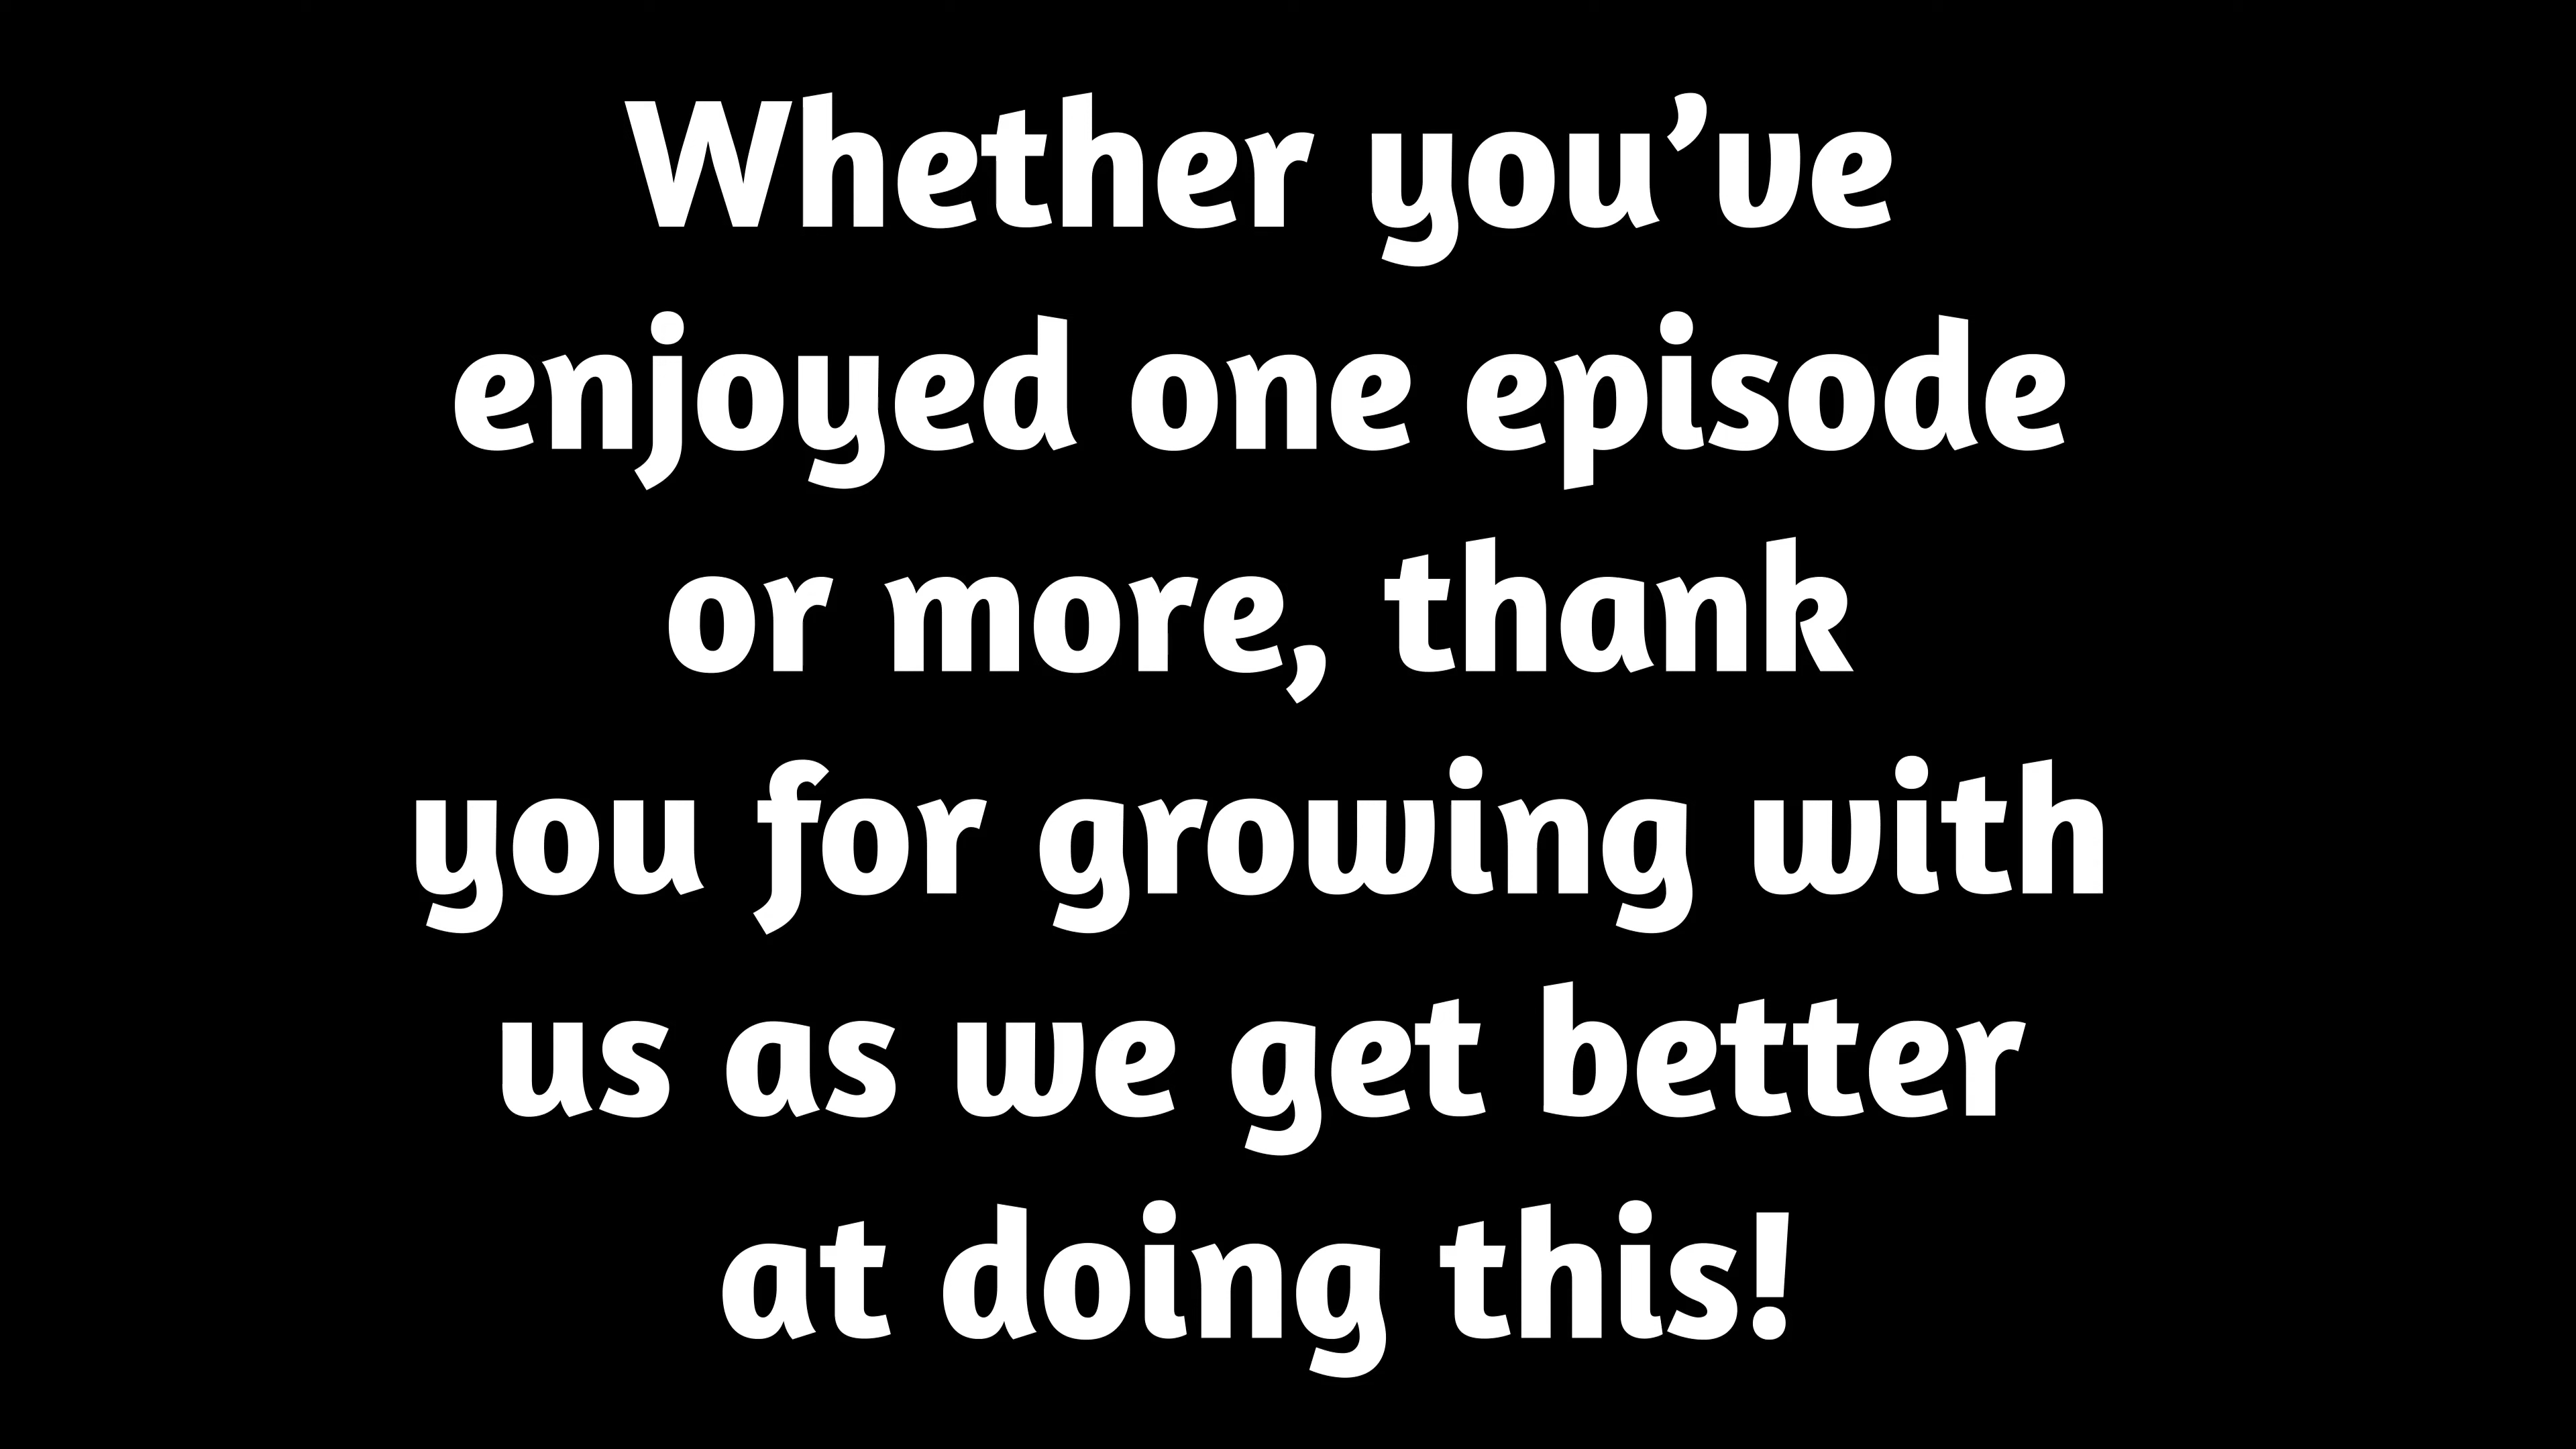 Whether you’ve
enjoyed one episode
or more, thank
you for growing with
us as we get better
at doing this!